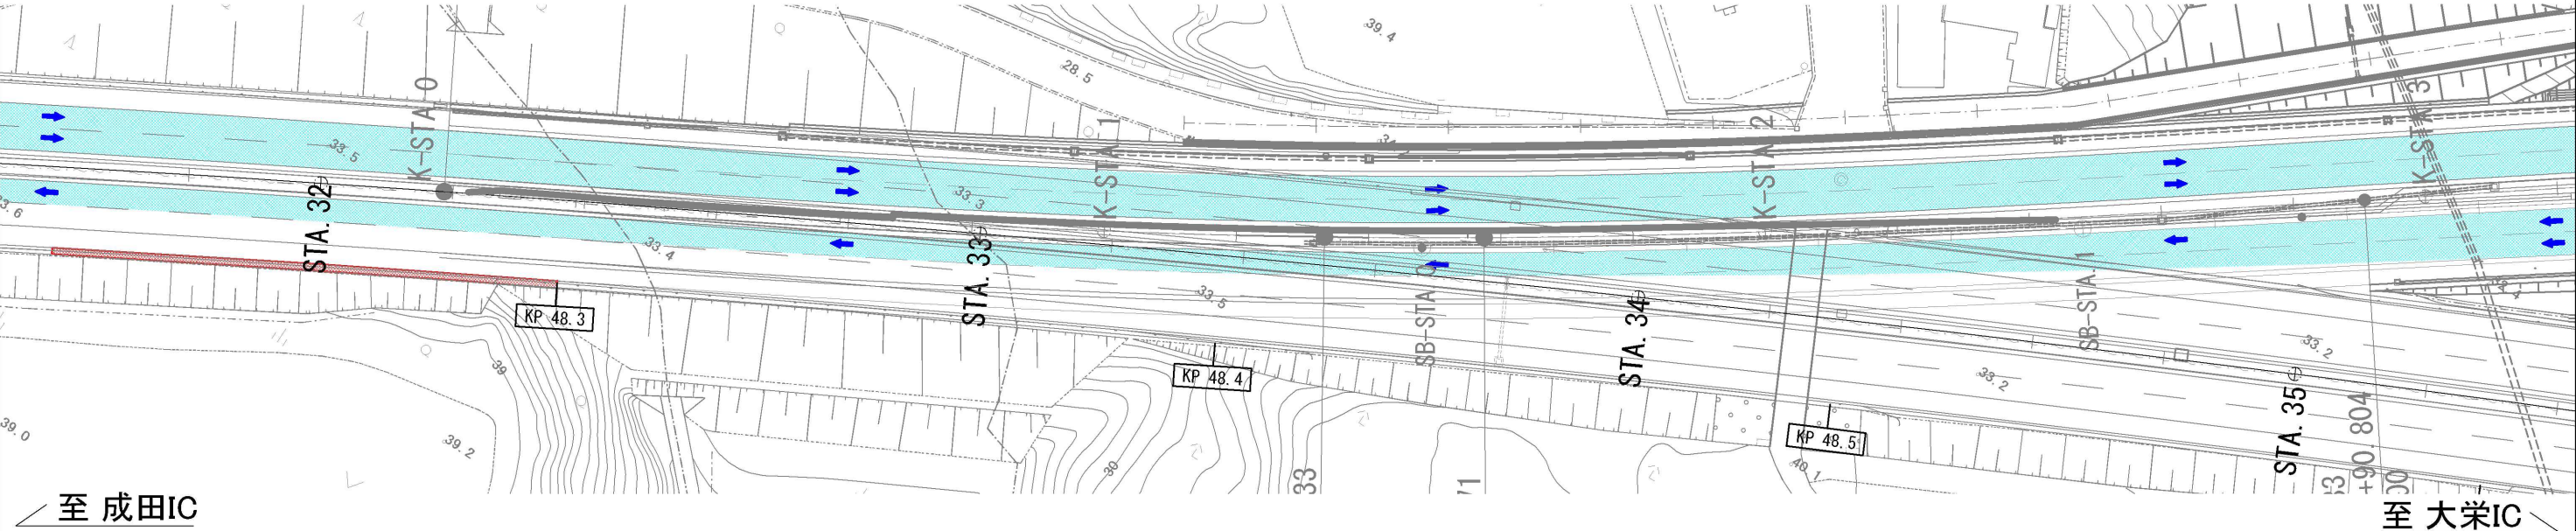 39.4
28.5
K-STA 0
K-STA 1
K-STA 2
K-STA 3
33.5
33.3
33.4
33.5
STA. 32
STA. 33
STA. 34
STA. 35
SB-STA 0
SB-STA.1
KP 48.3
KP 48.4
KP 48.5
33.2
33.2
39
39.0
39.2
40.1
+90.804
至 成田IC
至 大栄IC